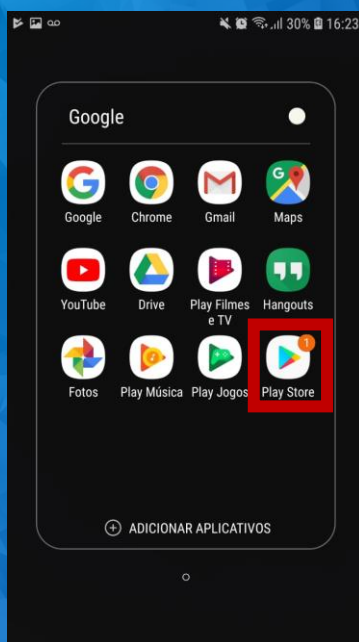 30% 16:23
Google
Google Chrome Gmail Maps
YouTube Drive Play Filmes e TV Hangouts
1
Fotos Play Música Play Jogos Play Store
ADICIONAR APLICATIVOS